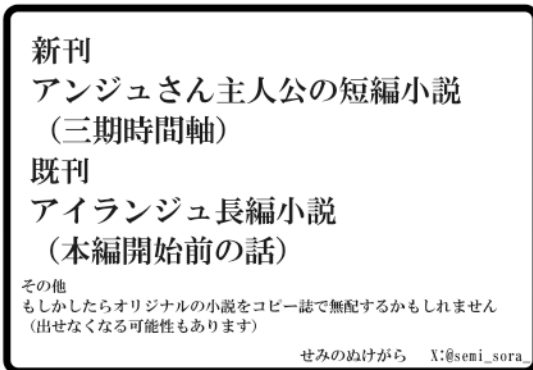 新刊
アンジュさん主人公の短編小説
（三期時間軸）
既刊
アイランジュ長編小説
（本編開始前の話）
その他
もしかしたらオリジナルの小説をコピー誌で無配するかもしれません
（出せなくなる可能性もあります）
せみのぬけがら　X:@semi_sora_